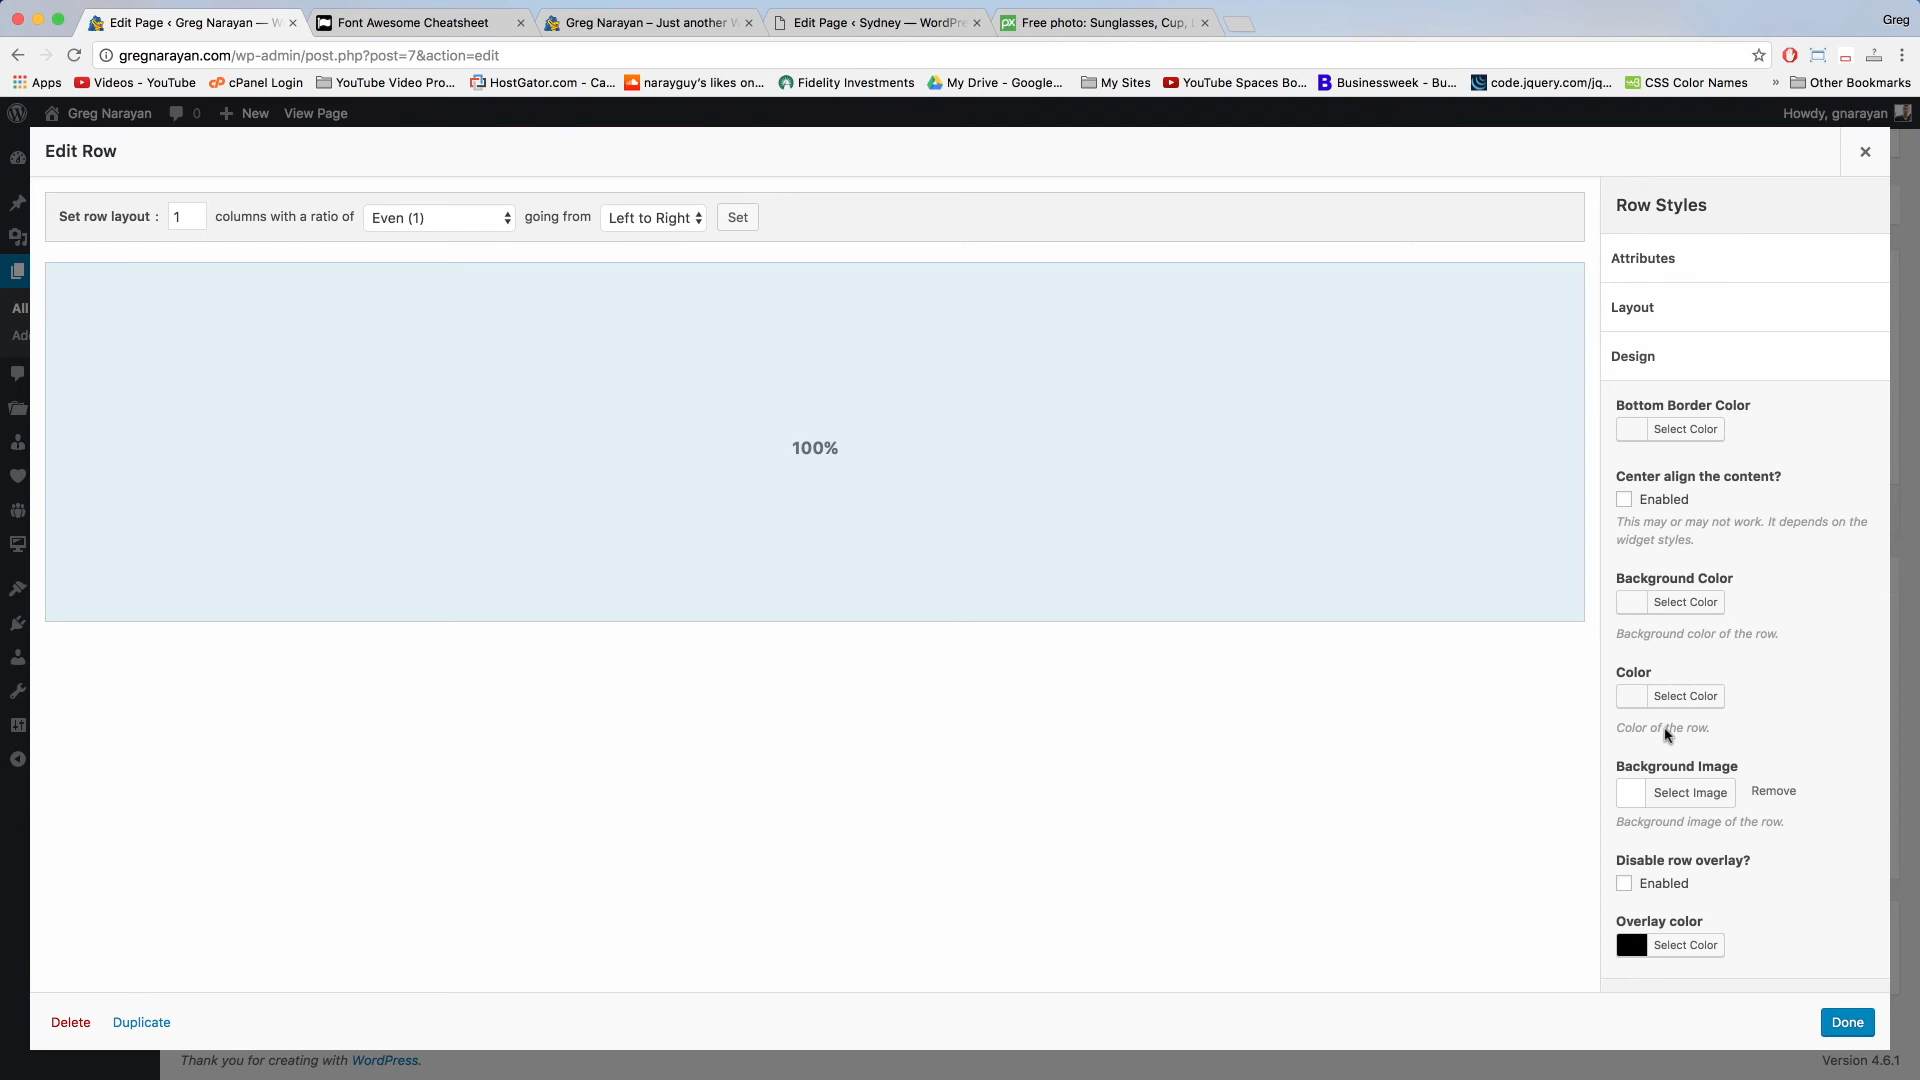 Edit Page ‹ Greg Narayan — W
Font Awesome Cheatsheet
Greg Narayan – Just another W
Edit Page ‹ Sydney — WordPre
Free photo: Sunglasses, Cup,
Greg
gregnarayan.com/wp-admin/post.php?post=7&action=edit
Apps
Videos - YouTube
cPanel Login
YouTube Video Pro...
HostGator.com - Ca...
narayguy's likes on...
Fidelity Investments
My Drive - Google...
My Sites
YouTube Spaces Bo...
Businessweek - Bu...
code.jquery.com/jq...
CSS Color Names
»
Other Bookmarks
Greg Narayan
0
New
View Page
Howdy, gnarayan
Edit Row
Set row layout : 1 columns with a ratio of Even (1) going from Left to Right Set
Row Styles
Attributes
All
Layout
Design
Bottom Border Color
Select Color
100%
Center align the content?
Enabled
This may or may not work. It depends on the
widget styles.
Background Color
Select Color
Background color of the row.
Color
Select Color
Color of the row.
Background Image
Select Image Remove
Background image of the row.
Disable row overlay?
Enabled
Overlay color
Select Color
Delete Duplicate
Done
Thank you for creating with WordPress.
Version 4.6.1